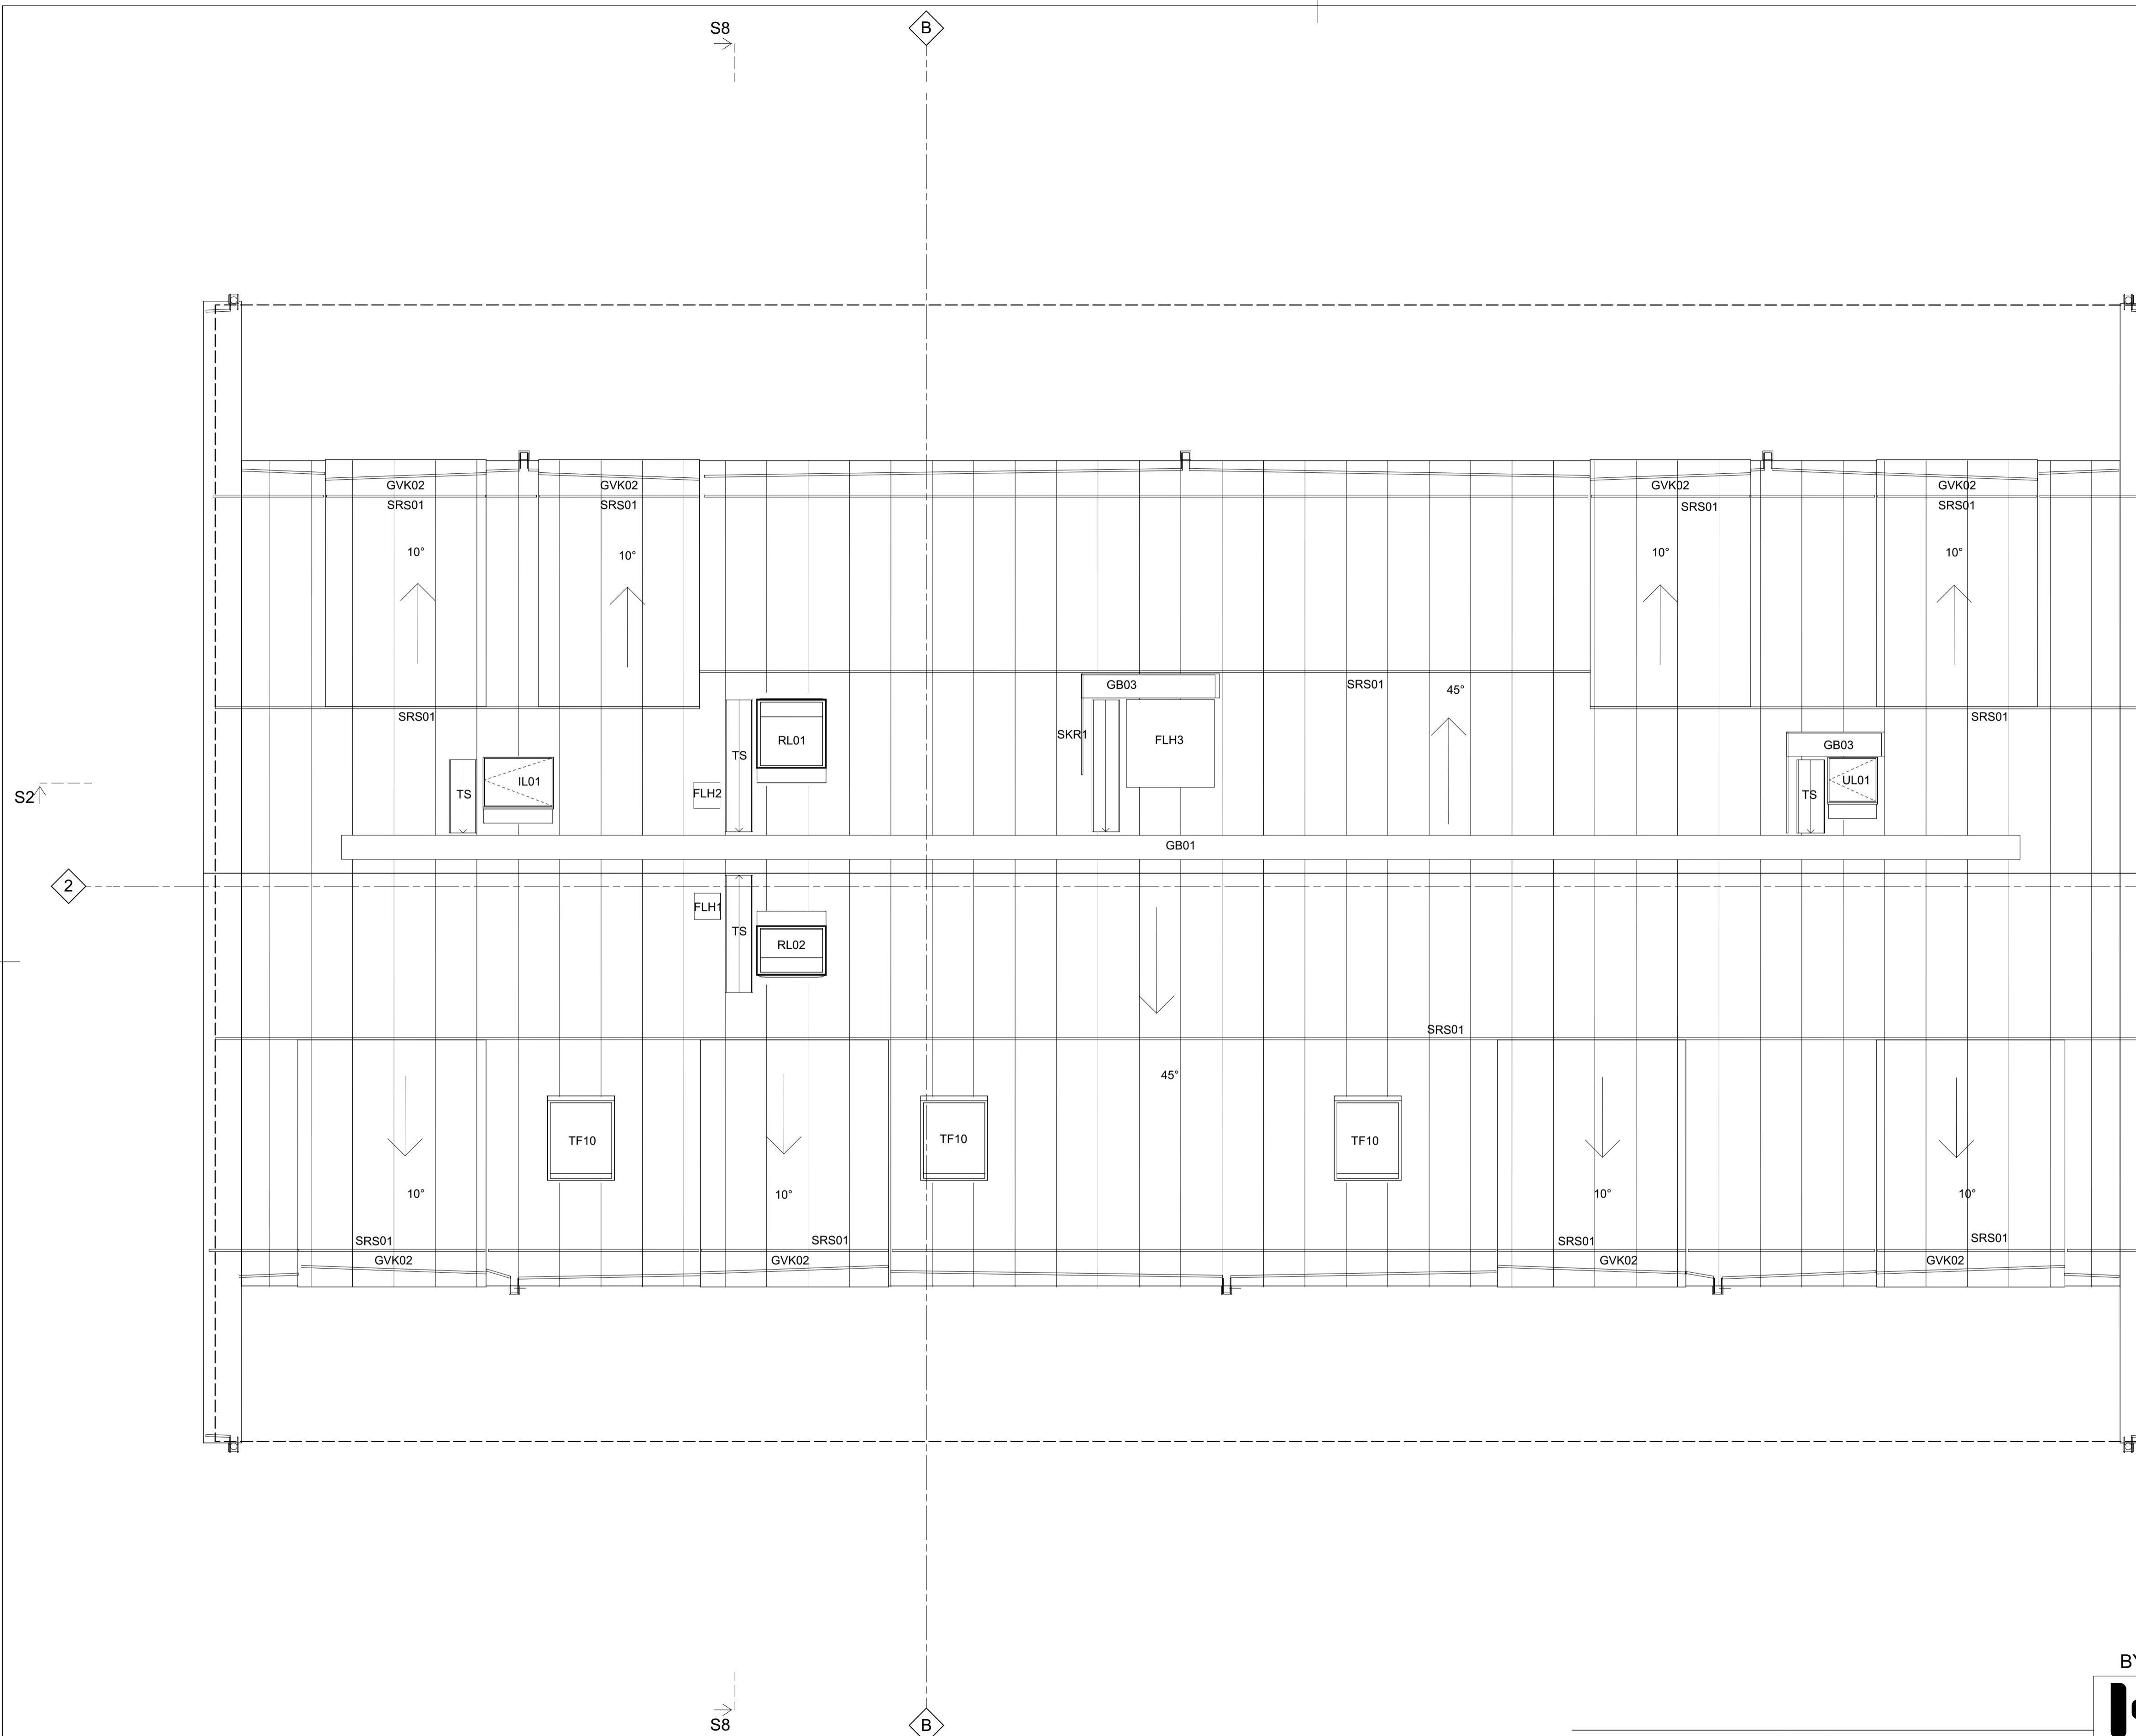 S8
B
GVK02 GVK02 GVK02 GVK02
SRS01 SRS01 SRS01 SRS01
10° 10° 10° 10°
GB03 SRS01 45°
SRS01 SRS01
SKR1 FLH3 RL01 GB03
TS
S2 IL01 UL01
TS FLH2 TS
GB01
2
FLH1
TS
RL02
SRS01
45°
TF10 TF10 TF10
10° 10° 10° 10°
SRS01 SRS01 SRS01 SRS01
GVK02 GVK02 GVK02 GVK02
BY
S8
B